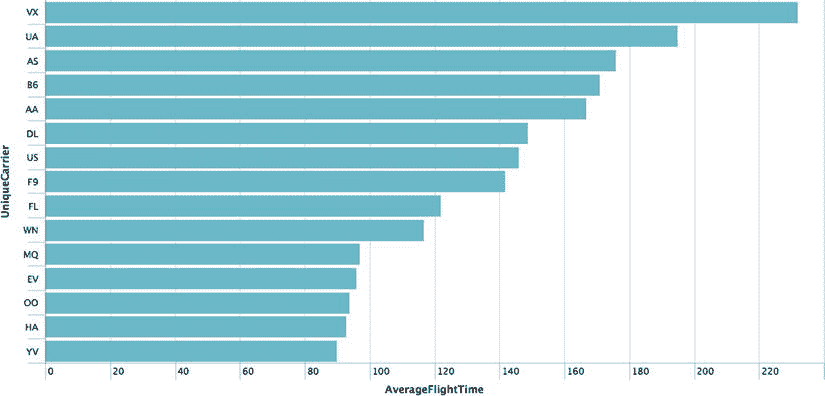 VX
UA
AS
B6
AA
DL
US
F9
FL
WN
MQ
EV
OO
HA
YV
UniqueCarrier
0 20 40 60 80 100 120 140 160 180 200 220
AverageFlightTime